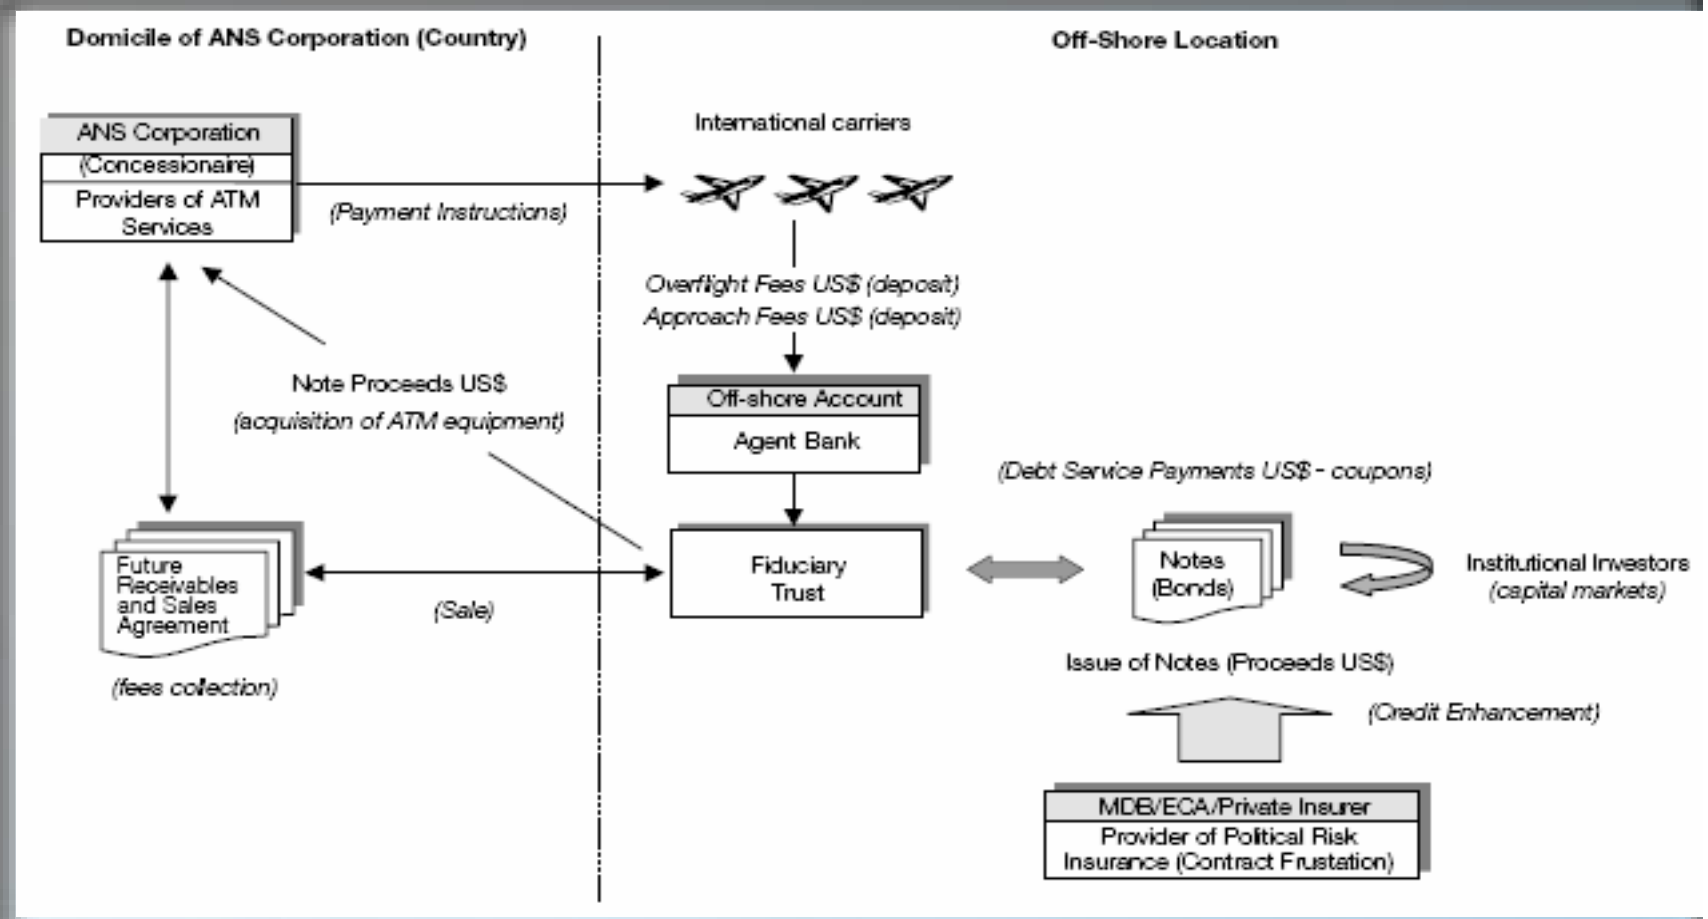 Domicile of ANS Corporation (Country)
Off-Shore Location
ANS Corporation
(Concessionaire)
Providers of ATM
Services
(Payment Instructions)
International carriers
Overflight Fees US$ (deposit)
Approach Fees US$ (deposit)
Note Proceeds US$
(acquisition of ATM equipment)
Off-shore Account
Agent Bank
(Debt Service Payments US$ - coupons)
Future
Receivables
and Sales
Agreement
(fees collection)
(Sale)
Fiduciary
Trust
Notes
(Bonds)
Institutional Investors
(capital markets)
Issue of Notes (Proceeds US$)
(Credit Enhancement)
MDB/ECA/Private Insurer
Provider of Political Risk
Insurance (Contract Frustation)